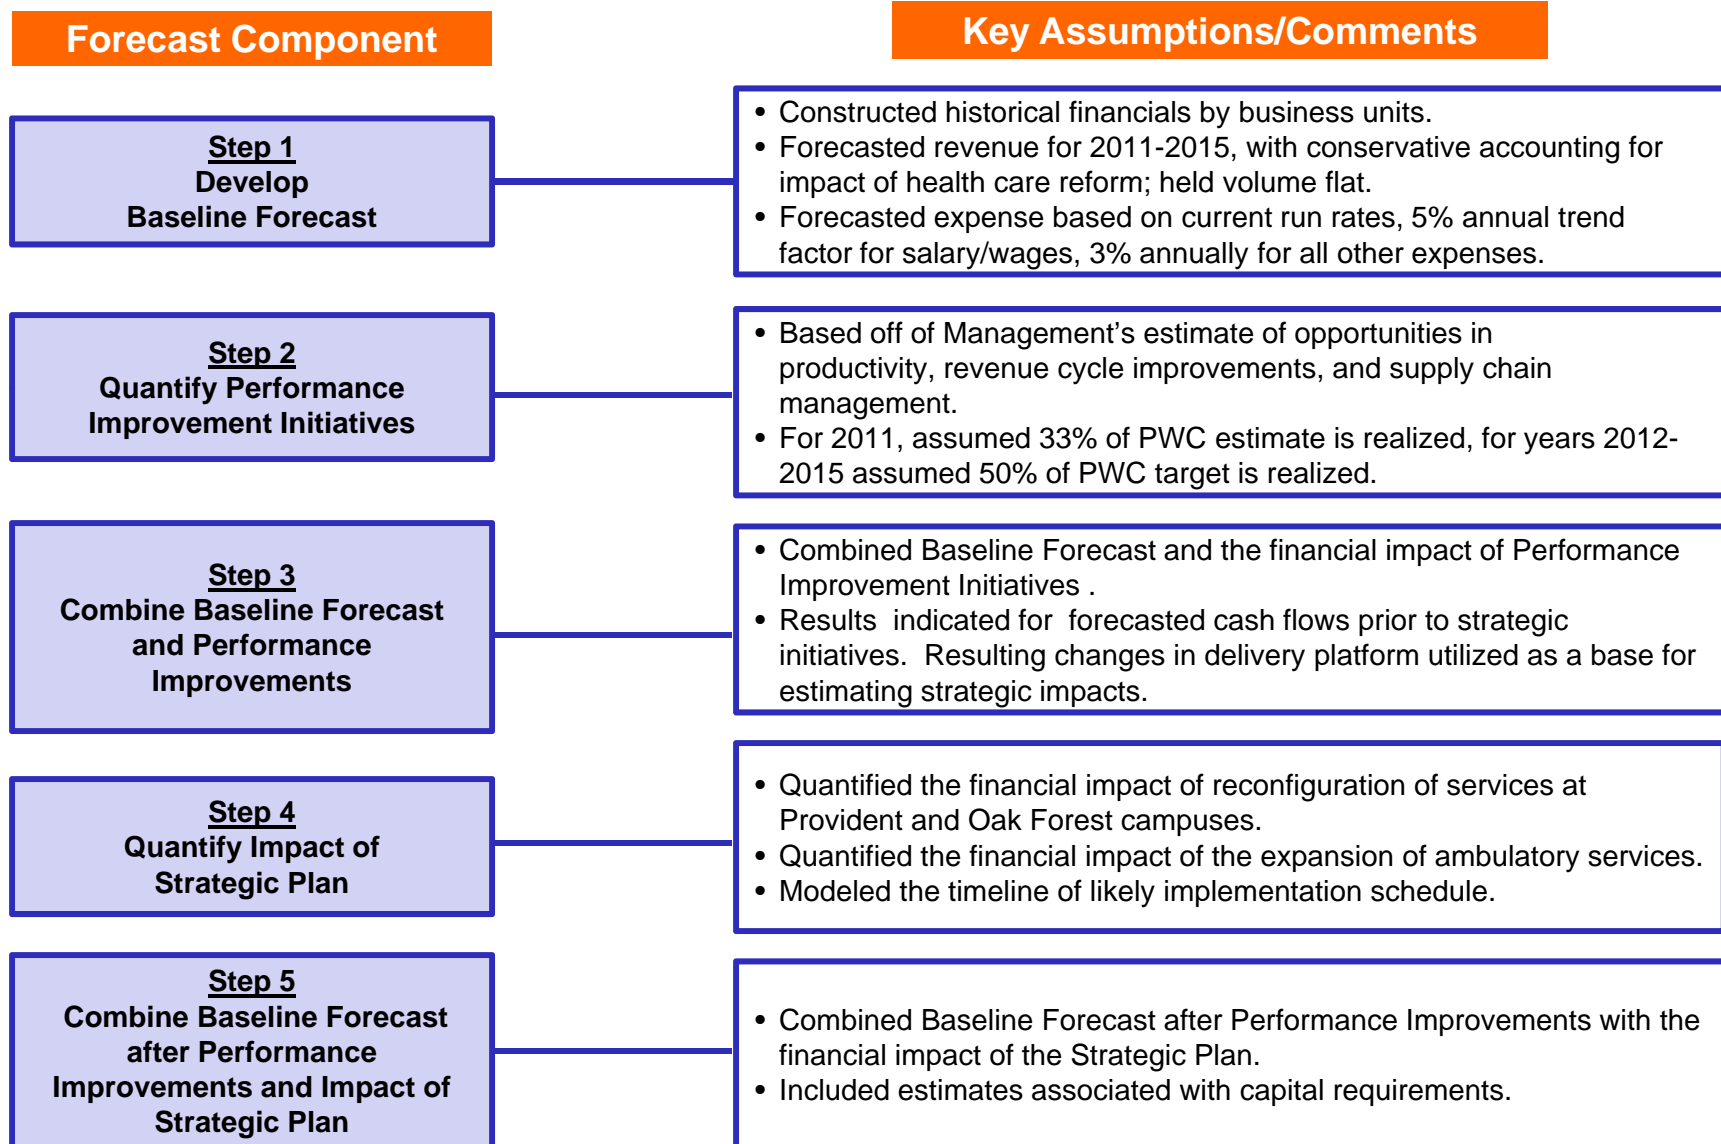 Forecast Component
Key Assumptions/Comments
Step 1
Develop
Baseline Forecast
• Constructed historical financials by business units.
• Forecasted revenue for 2011-2015, with conservative accounting for
impact of health care reform; held volume flat.
• Forecasted expense based on current run rates, 5% annual trend
factor for salary/wages, 3% annually for all other expenses.
Step 2
Quantify Performance
Improvement Initiatives
• Based off of Management’s estimate of opportunities in
productivity, revenue cycle improvements, and supply chain
management.
• For 2011, assumed 33% of PWC estimate is realized, for years 2012-
2015 assumed 50% of PWC target is realized.
Step 3
Combine Baseline Forecast
and Performance
Improvements
• Combined Baseline Forecast and the financial impact of Performance
Improvement Initiatives .
• Results  indicated for  forecasted cash flows prior to strategic
initiatives.  Resulting changes in delivery platform utilized as a base for
estimating strategic impacts.
Step 4
Quantify Impact of
Strategic Plan
• Quantified the financial impact of reconfiguration of services at
Provident and Oak Forest campuses.
• Quantified the financial impact of the expansion of ambulatory services.
• Modeled the timeline of likely implementation schedule.
Step 5
Combine Baseline Forecast
after Performance
Improvements and Impact of
Strategic Plan
• Combined Baseline Forecast after Performance Improvements with the
financial impact of the Strategic Plan.
• Included estimates associated with capital requirements.